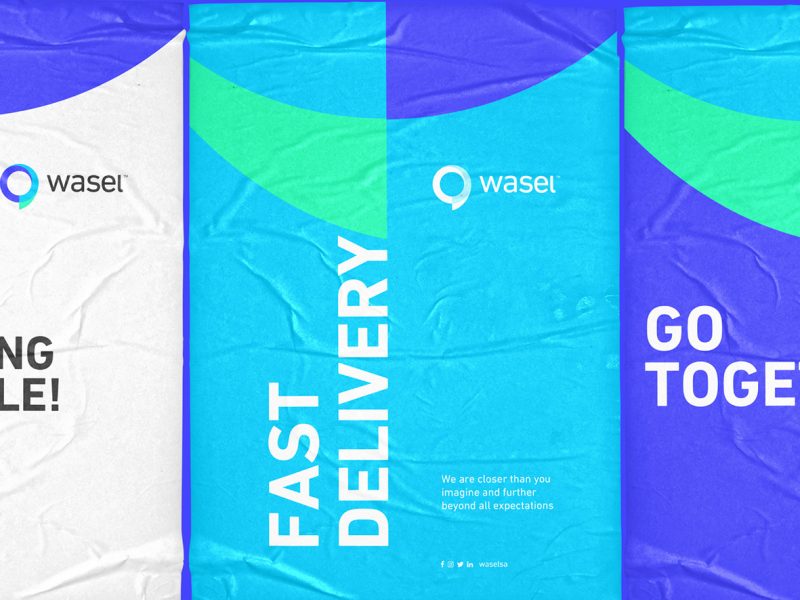 wasel™
NG
LE!
FAST
DELIVERY
wasel™
We are closer than you
imagine and further
beyond all expectations
waselsa
GO
TOGET